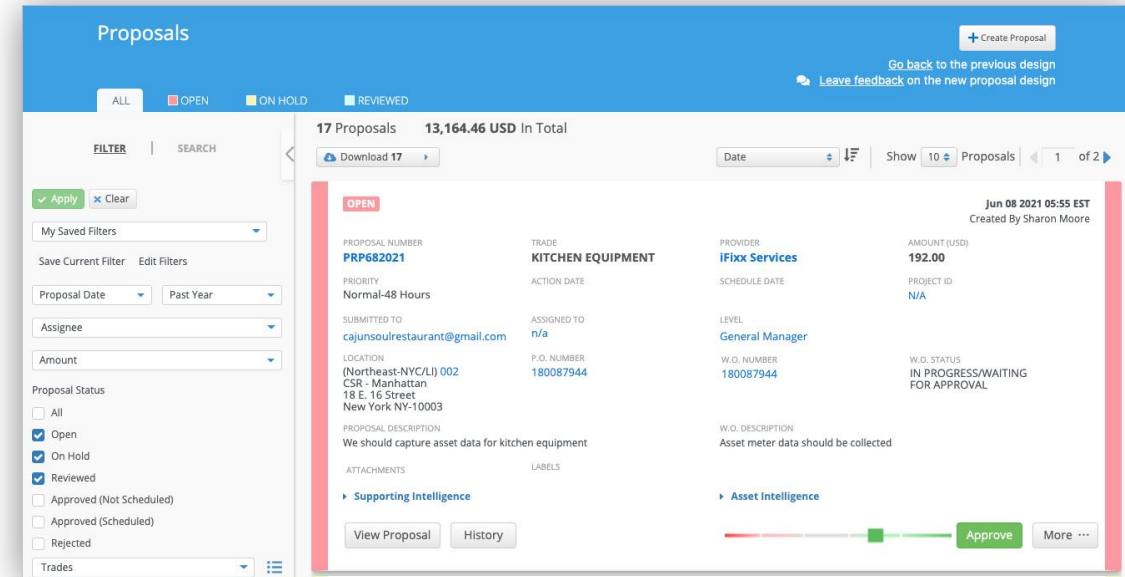 Proposals
+ Create Proposal
Go back to the previous design
Leave feedback on the new proposal design
ALL OPEN ON HOLD REVIEWED
FILTER | SEARCH
Apply
Clear
My Saved Filters
Save Current Filter Edit Filters
Proposal Date
Past Year
Assignee
Amount
Proposal Status
All
Open
On Hold
Reviewed
Approved (Not Scheduled)
Approved (Scheduled)
Rejected
Trades
17 Proposals 13,164.46 USD In Total
Download 17
Date
Show 10 Proposals 1 of 2
OPEN
Jun 08 2021 05:55 EST
Created By Sharon Moore
PROPOSAL NUMBER
PRP682021
TRADE
KITCHEN EQUIPMENT
PROVIDER
iFixx Services
AMOUNT (USD)
192.00
PRIORITY
Normal-48 Hours
ACTION DATE
SCHEDULE DATE
PROJECT ID
N/A
SUBMITTED TO
cajunsoulrestaurant@gmail.com
ASSIGNED TO
n/a
LEVEL
General Manager
LOCATION
(Northeast-NYC/LI) 002
CSR - Manhattan
18 E. 16 Street
New York NY-10003
P.O. NUMBER
180087944
W.O. NUMBER
180087944
W.O. STATUS
IN PROGRESS/WAITING
FOR APPROVAL
PROPOSAL DESCRIPTION
We should capture asset data for kitchen equipment
W.O. DESCRIPTION
Asset meter data should be collected
ATTACHMENTS
LABELS
Supporting Intelligence
Asset Intelligence
View Proposal
History
Approve
More ···